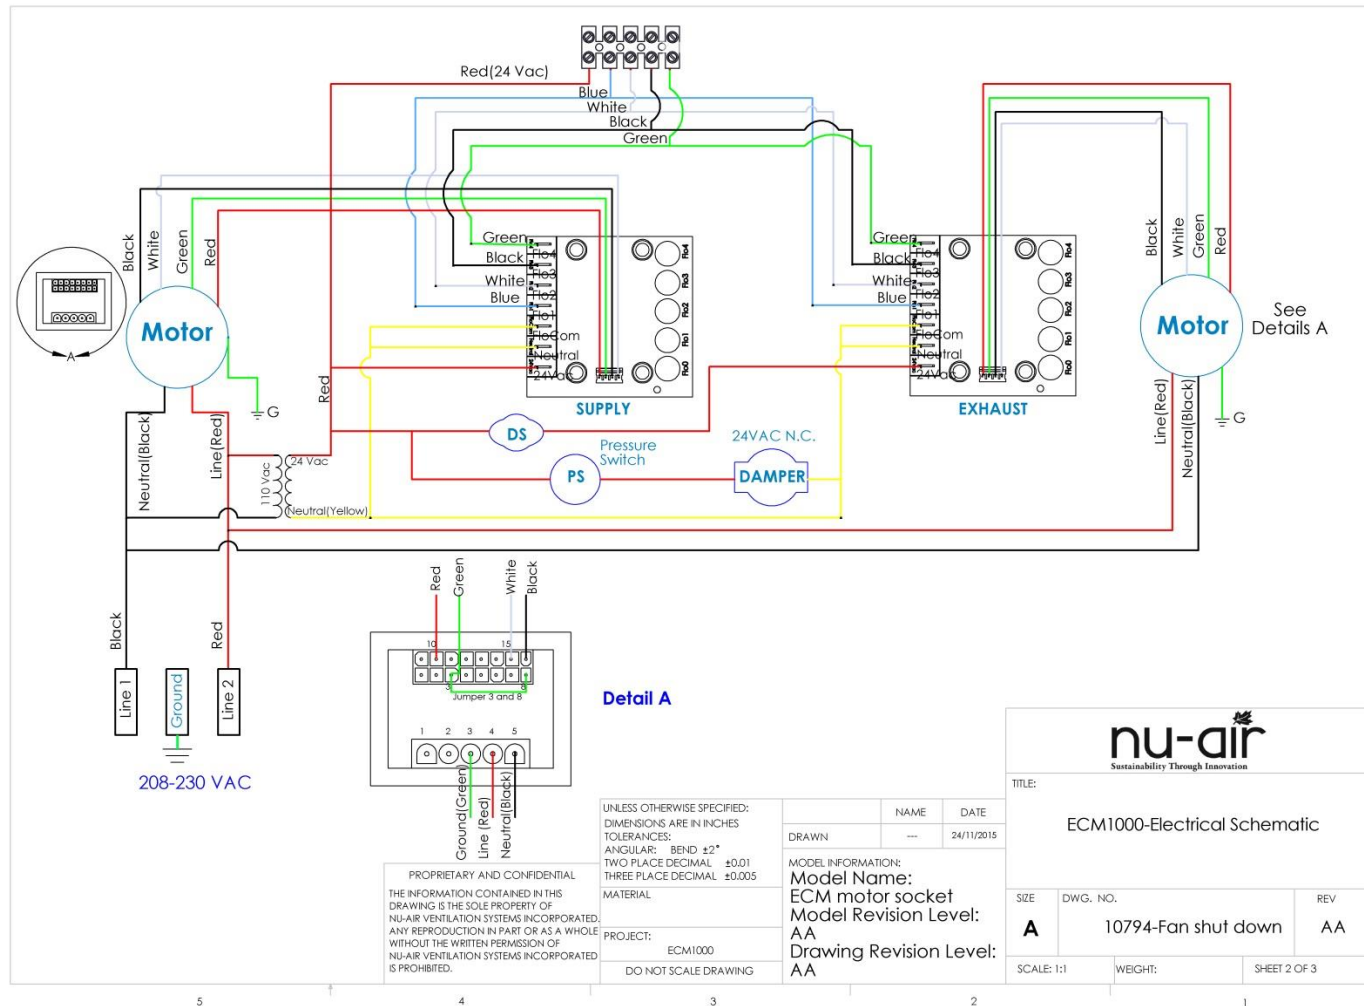 Red(24 Vac)
Blue
White
Black
Green
Black
White
Green
Red
Motor
A
G
Green
Black
White
Blue
Flo4
Flo3
Flo2
Flo1
FloCom
Neutral
24Vac
Flo4
Flo3
Flo2
Flo1
Flo0
SUPPLY
Green
Black
White
Blue
Flo4
Flo3
Flo2
Flo1
FloCom
Neutral
24Vac
Flo4
Flo3
Flo2
Flo1
Flo0
EXHAUST
Black
White
Green
Red
Motor
See
Details A
G
Line(Red)
Neutral(Black)
Neutral(Black)
Line(Red)
Red
110 Vac
24 Vac
Neutral(Yellow)
DS
Pressure
Switch
PS
24VAC N.C.
DAMPER
Black
Red
Line 1
Ground
Line 2
208-230 VAC
Red
Green
White
Black
10
15
3
8
Jumper 3 and 8
1 2 3 4 5
Ground(Green)
Line (Red)
Neutral(Black)
Detail A
PROPRIETARY AND CONFIDENTIAL
THE INFORMATION CONTAINED IN THIS
DRAWING IS THE SOLE PROPERTY OF
NU-AIR VENTILATION SYSTEMS INCORPORATED.
ANY REPRODUCTION IN PART OR AS A WHOLE
WITHOUT THE WRITTEN PERMISSION OF
NU-AIR VENTILATION SYSTEMS INCORPORATED
IS PROHIBITED.
UNLESS OTHERWISE SPECIFIED:
DIMENSIONS ARE IN INCHES
TOLERANCES:
ANGULAR: BEND ±2°
TWO PLACE DECIMAL ±0.01
THREE PLACE DECIMAL ±0.005
MATERIAL
PROJECT:
ECM1000
DO NOT SCALE DRAWING
NAME DATE
DRAWN --- 24/11/2015
MODEL INFORMATION:
Model Name:
ECM motor socket
Model Revision Level:
AA
Drawing Revision Level:
AA
nu-air
Sustainability Through Innovation
TITLE:
ECM1000-Electrical Schematic
SIZE DWG. NO. REV
A 10794-Fan shut down AA
SCALE: 1:1 WEIGHT: SHEET 2 OF 3
5 4 3 2 1